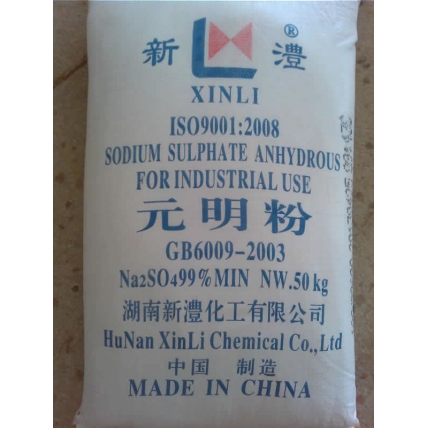 新 澧 ®
XINLI
ISO9001:2008
SODIUM SULPHATE ANHYDROUS
FOR INDUSTRIAL USE
元明粉
GB6009-2003
Na2SO499%MIN NW.50kg
湖南新澧化工有限公司
HuNan XinLi Chemical Co.,Ltd
中国 制造
MADE IN CHINA